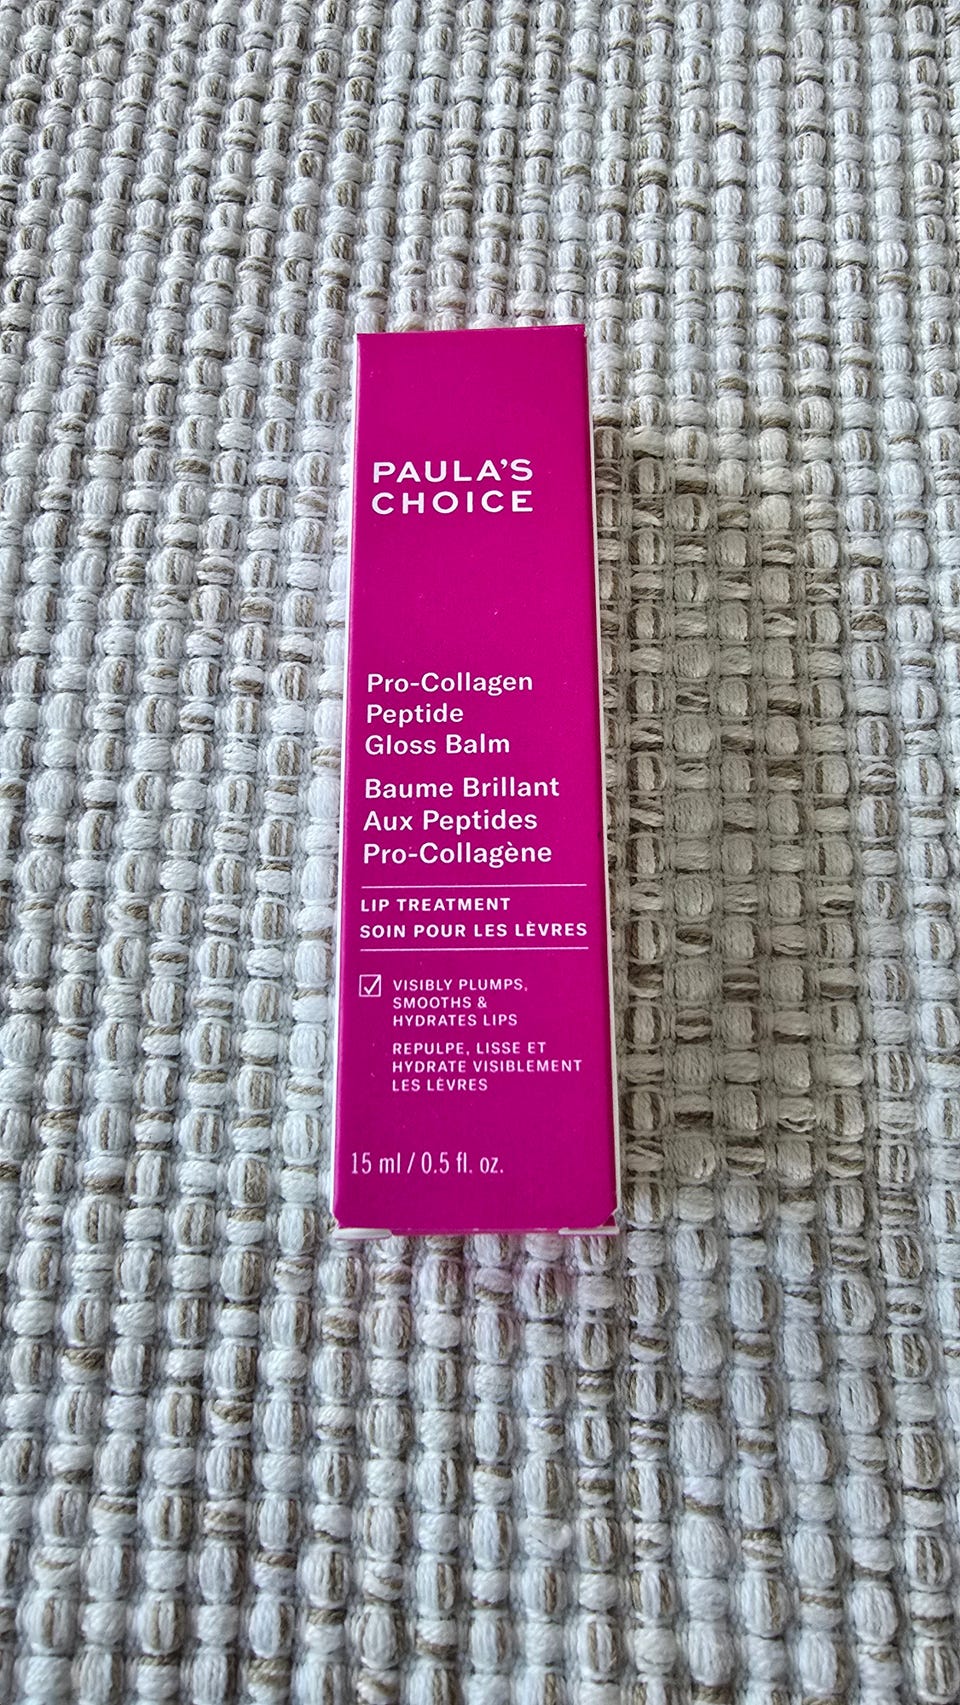 PAULA'S
CHOICE
Pro-Collagen
Peptide
Gloss Balm
Baume Brillant
Aux Peptides
Pro-Collagène
LIP TREATMENT
SOIN POUR LES LÈVRES
VISIBLY PLUMPS,
SMOOTHS &
HYDRATES LIPS
REPULPE, LISSE ET
HYDRATE VISIBLEMENT
LES LÈVRES
15 ml / 0.5 fl. oz.